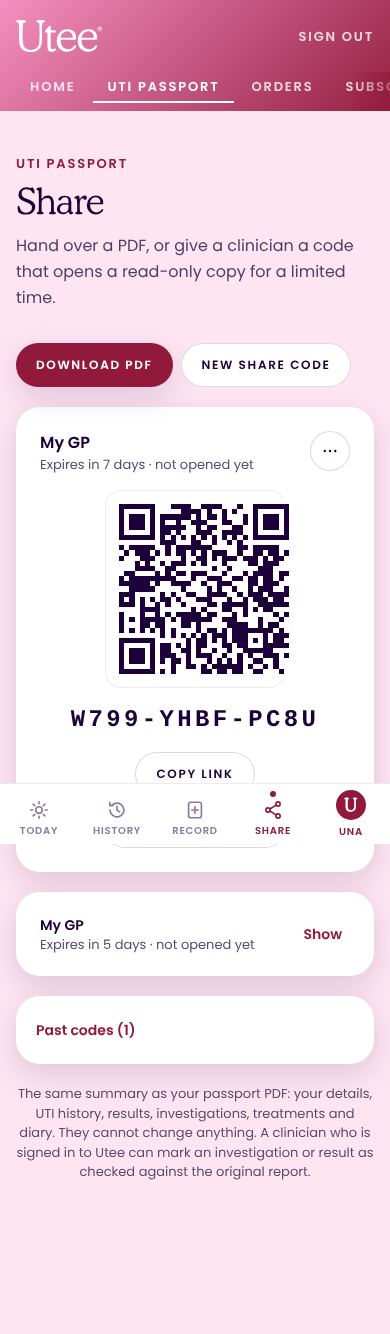 Utee®
SIGN OUT
HOME
UTI PASSPORT
ORDERS
SUBSC
UTI PASSPORT
Share
Hand over a PDF, or give a clinician a code
that opens a read-only copy for a limited
time.
DOWNLOAD PDF
NEW SHARE CODE
My GP
Expires in 7 days · not opened yet
W799-YHBF-PC8U
COPY LINK
TODAY
HISTORY
RECORD
SHARE
U
UNA
My GP
Expires in 5 days · not opened yet
Show
Past codes (1)
The same summary as your passport PDF: your details,
UTI history, results, investigations, treatments and
diary. They cannot change anything. A clinician who is
signed in to Utee can mark an investigation or result as
checked against the original report.